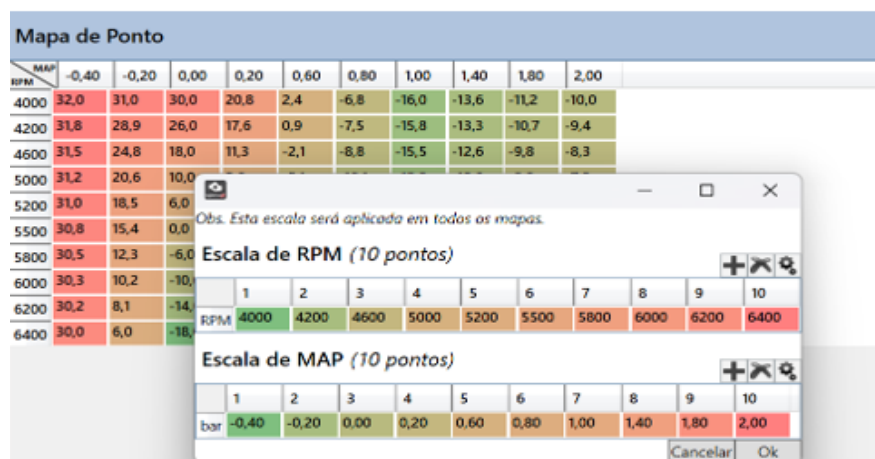 Mapa de Ponto
MAP
RPM -0,40 -0,20 0,00 0,20 0,60 0,80 1,00 1,40 1,80 2,00
4000 32,0 31,0 30,0 20,8 2,4 -6,8 -16,0 -13,6 -11,2 -10,0
4200 31,8 28,9 26,0 17,6 0,9 -7,5 -15,8 -13,3 -10,7 -9,4
4600 31,5 24,8 18,0 11,3 -2,1 -8,8 -15,5 -12,6 -9,8 -8,3
5000 31,2 20,6 10,0
5200 31,0 18,5 6,0
5500 30,8 15,4 0,0
5800 30,5 12,3 -6,0
6000 30,3 10,2 -10,
6200 30,2 8,1 -14,
6400 30,0 6,0 -18,
Obs. Esta escala será aplicada em todos os mapas.
Escala de RPM (10 pontos)
1 2 3 4 5 6 7 8 9 10
RPM 4000 4200 4600 5000 5200 5500 5800 6000 6200 6400
Escala de MAP (10 pontos)
1 2 3 4 5 6 7 8 9 10
bar -0,40 -0,20 0,00 0,20 0,60 0,80 1,00 1,40 1,80 2,00
Cancelar Ok